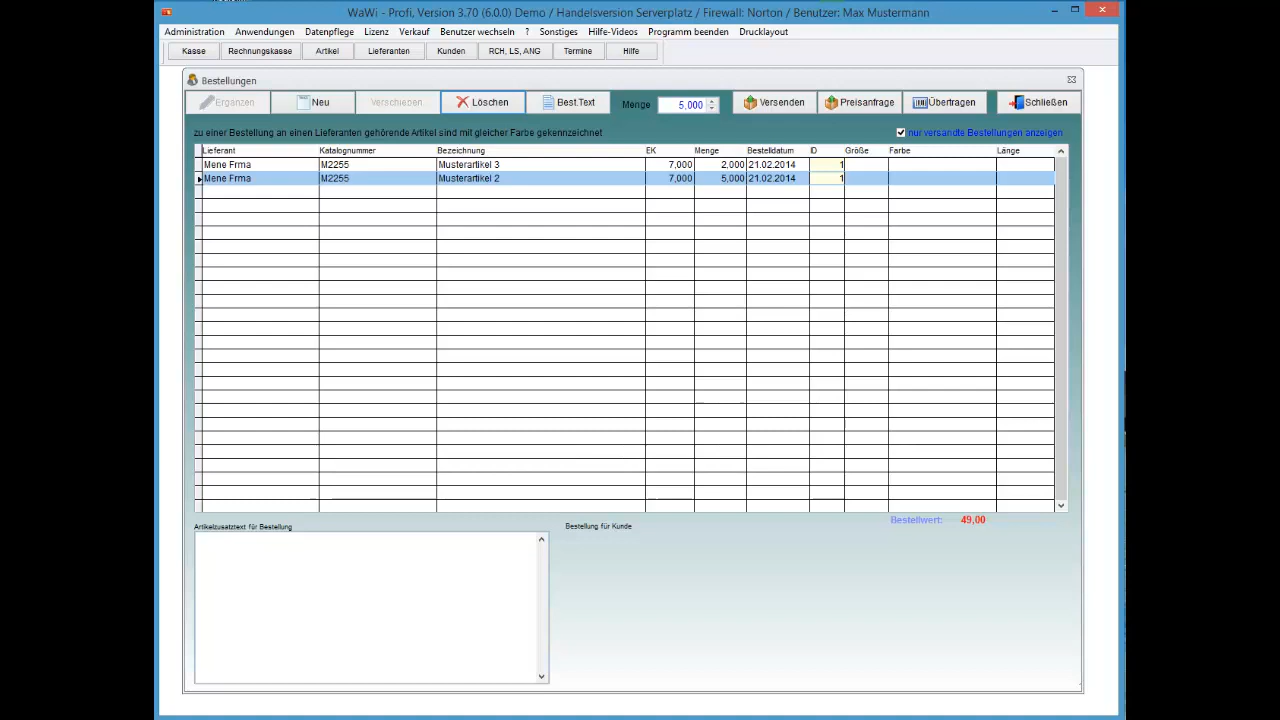 WaWi - Profi, Version 3.70 (6.0.0) Demo / Handelsversion Serverplatz / Firewall: Norton / Benutzer: Max Mustermann
Administration Anwendungen Datenpflege Lizenz Verkauf Benutzer wechseln ? Sonstiges Hilfe-Videos Programm beenden Drucklayout
Kasse Rechnungskasse Artikel Lieferanten Kunden RCH, LS, ANG Termine Hilfe
Bestellungen
Ergänzen Neu Verschieben Löschen Best.Text Menge 5,000 Versenden Preisanfrage Übertragen Schließen
zu einer Bestellung an einen Lieferanten gehörende Artikel sind mit gleicher Farbe gekennzeichnet nur versandte Bestellungen anzeigen
Lieferant Katalognummer Bezeichnung EK Menge Bestelldatum ID Größe Farbe Länge
Mene Frma M2255 Musterartikel 3 7,000 2,000 21.02.2014 1
Mene Frma M2255 Musterartikel 2 7,000 5,000 21.02.2014 1
Bestellwert: 49,00
Artikelzusatztext für Bestellung Bestellung für Kunde